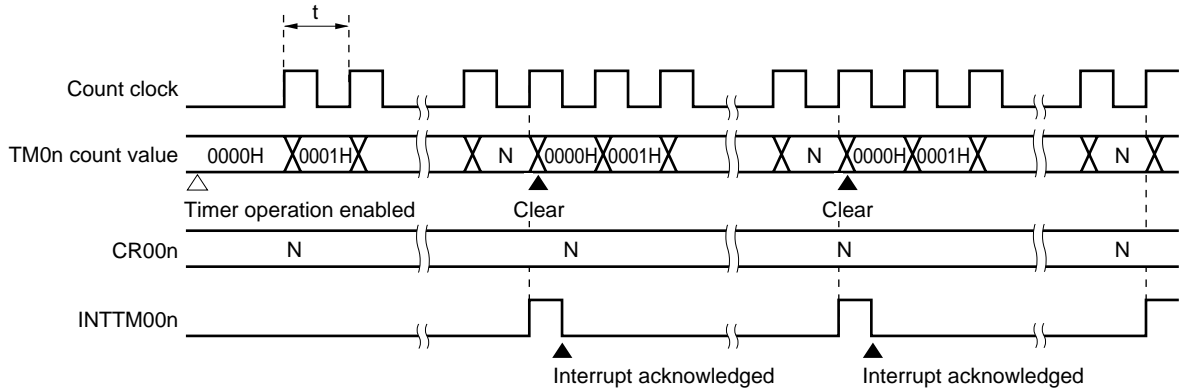 t
Count clock
TM0n count value 0000H 0001H N 0000H 0001H N 0000H 0001H N
Timer operation enabled Clear Clear
CR00n N N N N
INTTM00n
Interrupt acknowledged Interrupt acknowledged